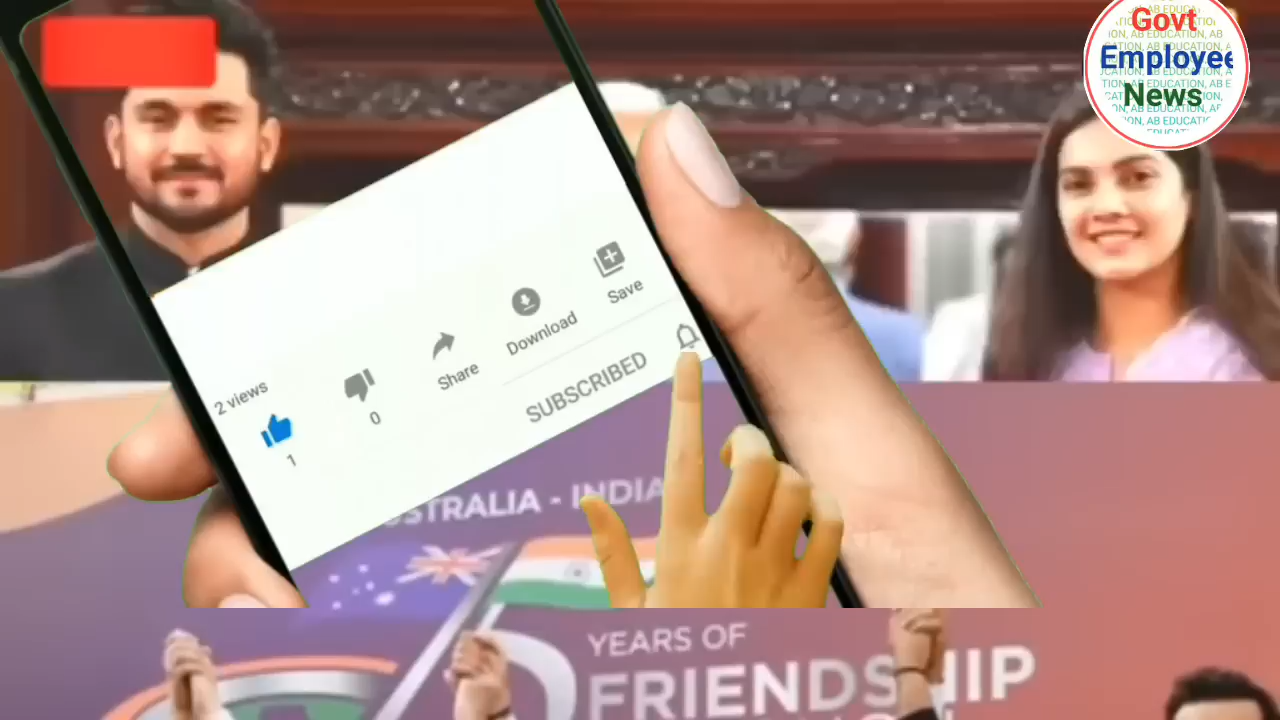 Govt
Employee
News
2 views
1
0
Share
Download
Save
SUBSCRIBED
AUSTRALIA - INDIA
YEARS OF
FRIENDSHIP